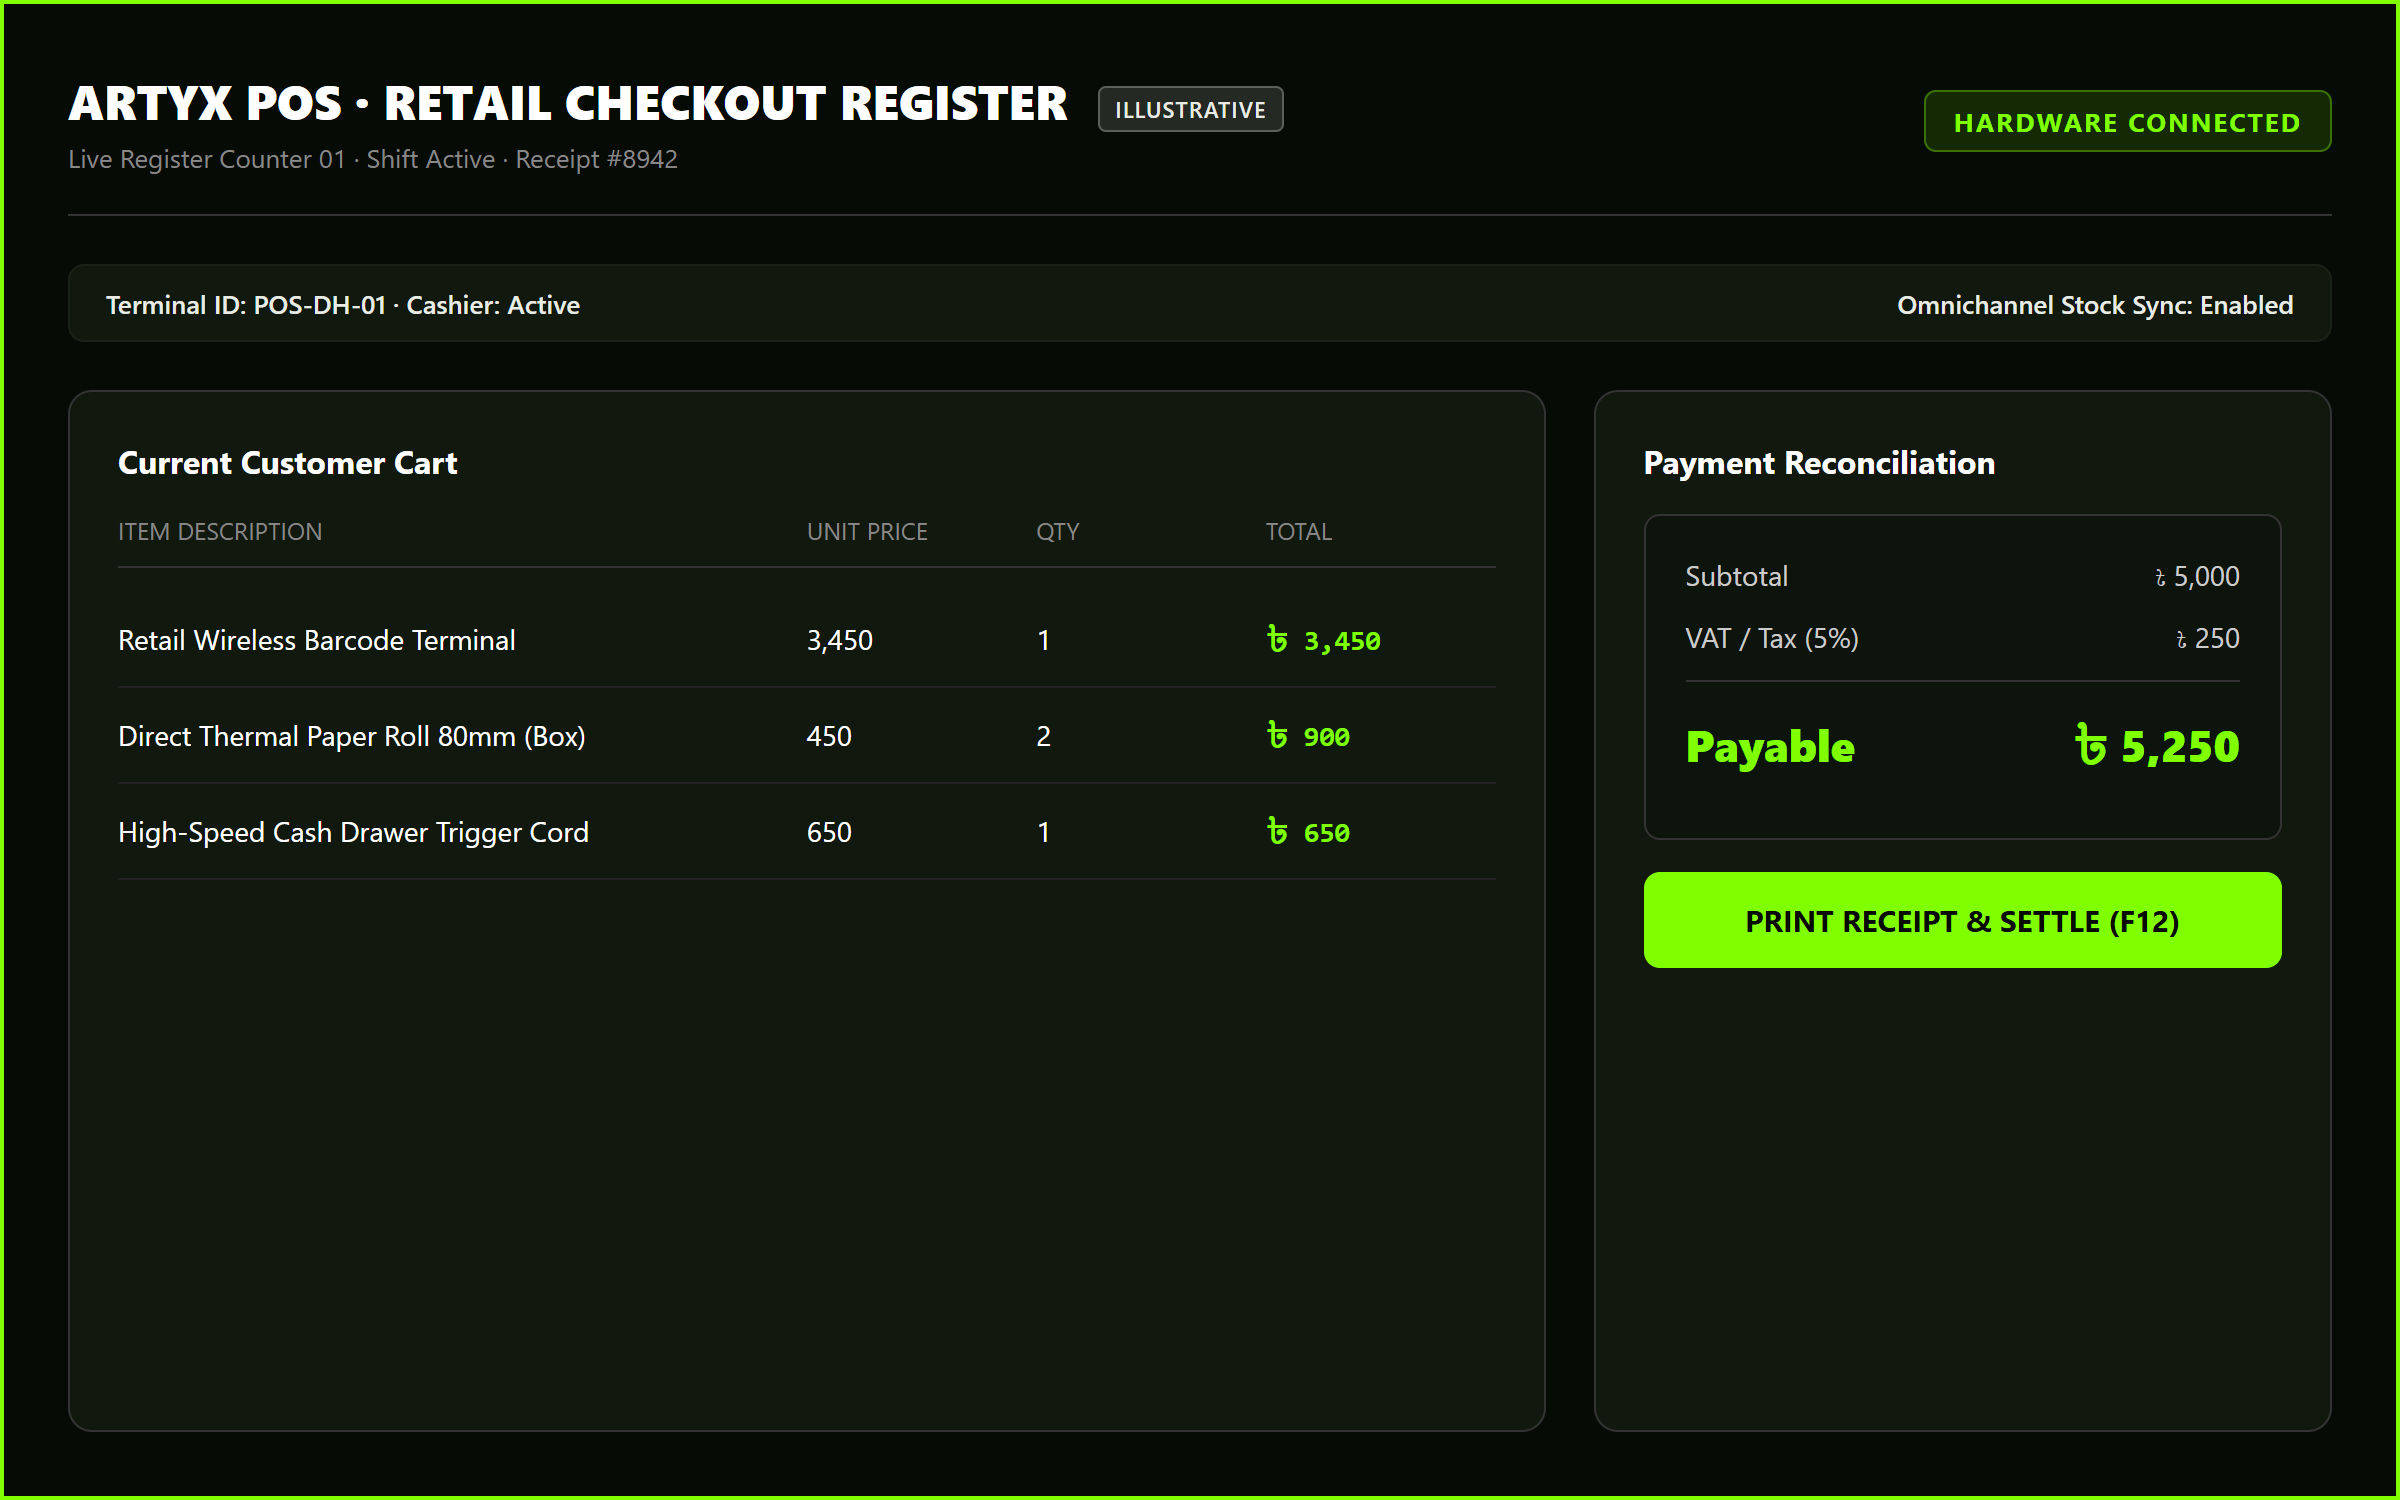 ARTYX POS · RETAIL CHECKOUT REGISTER ILLUSTRATIVE
HARDWARE CONNECTED
Live Register Counter 01 · Shift Active · Receipt #8942
Terminal ID: POS-DH-01 · Cashier: Active
Omnichannel Stock Sync: Enabled
Current Customer Cart
ITEM DESCRIPTION UNIT PRICE QTY TOTAL
Retail Wireless Barcode Terminal 3,450 1 ৳ 3,450
Direct Thermal Paper Roll 80mm (Box) 450 2 ৳ 900
High-Speed Cash Drawer Trigger Cord 650 1 ৳ 650
Payment Reconciliation
Subtotal ৳ 5,000
VAT / Tax (5%) ৳ 250
Payable ৳ 5,250
PRINT RECEIPT & SETTLE (F12)